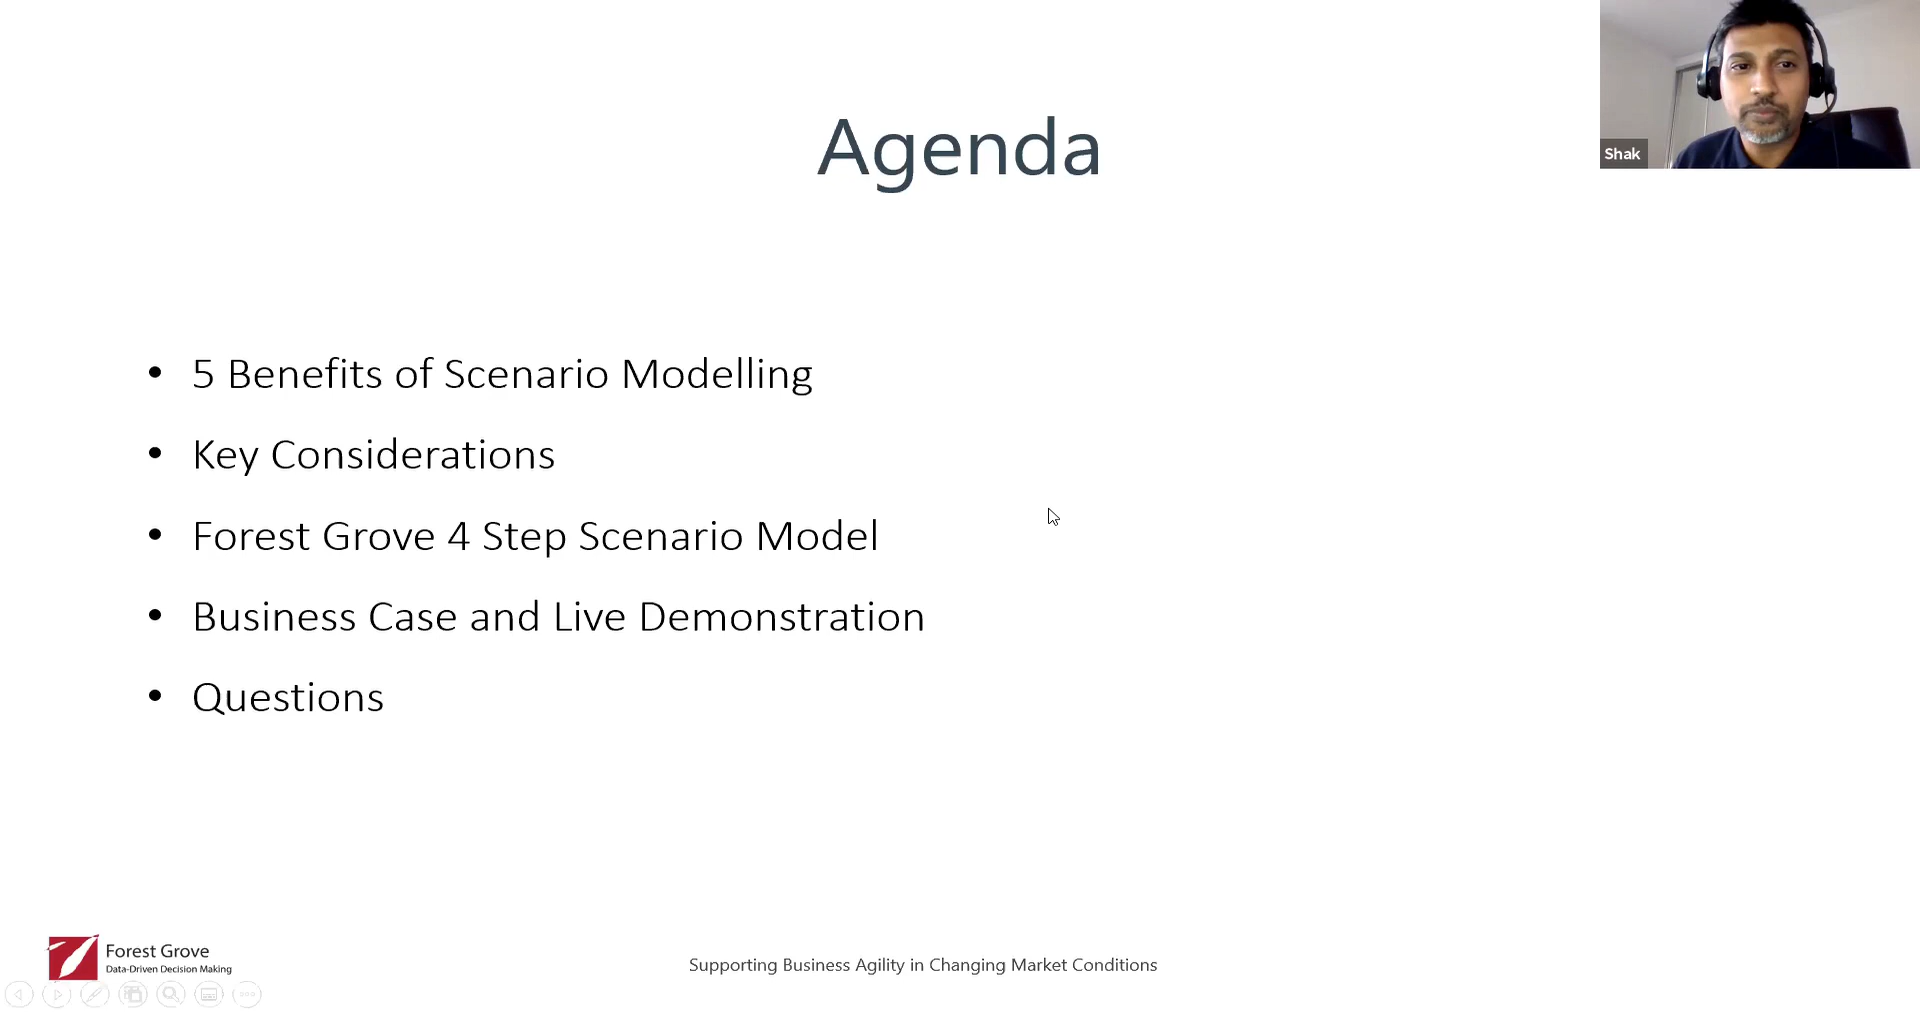 Agenda
Shak
• 5 Benefits of Scenario Modelling
• Key Considerations
• Forest Grove 4 Step Scenario Model
• Business Case and Live Demonstration
• Questions
Forest Grove
Data-Driven Decision Making
Supporting Business Agility in Changing Market Conditions